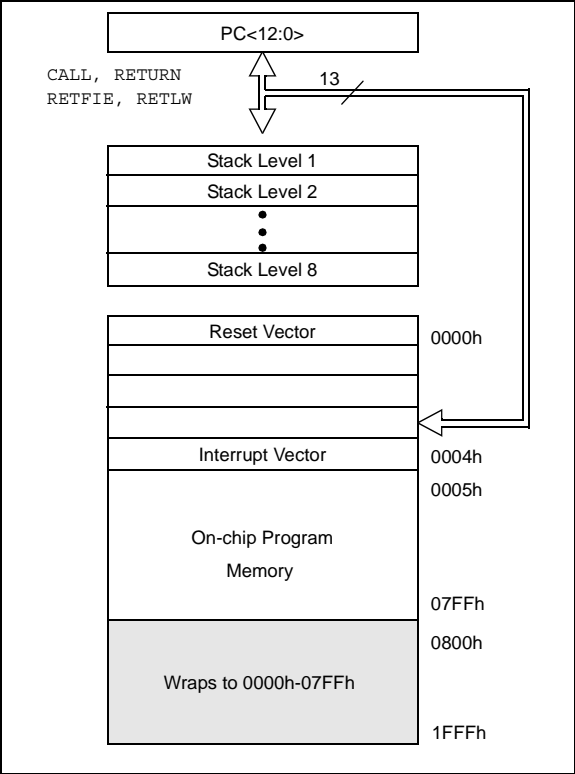 PC<12:0>
CALL, RETURN
RETFIE, RETLW
13
Stack Level 1
Stack Level 2
Stack Level 8
Reset Vector
0000h
Interrupt Vector
0004h
0005h
On-chip Program
Memory
07FFh
0800h
Wraps to 0000h-07FFh
1FFFh